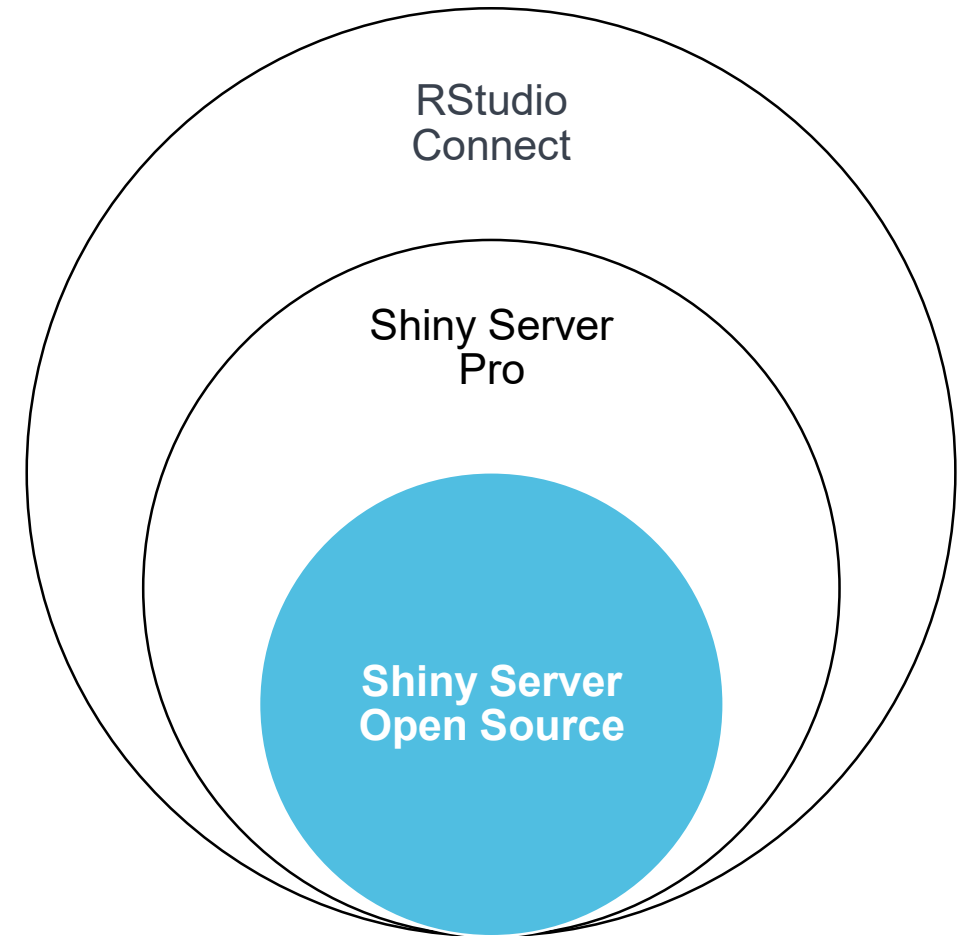 RStudio
Connect
Shiny Server
Pro
Shiny Server
Open Source